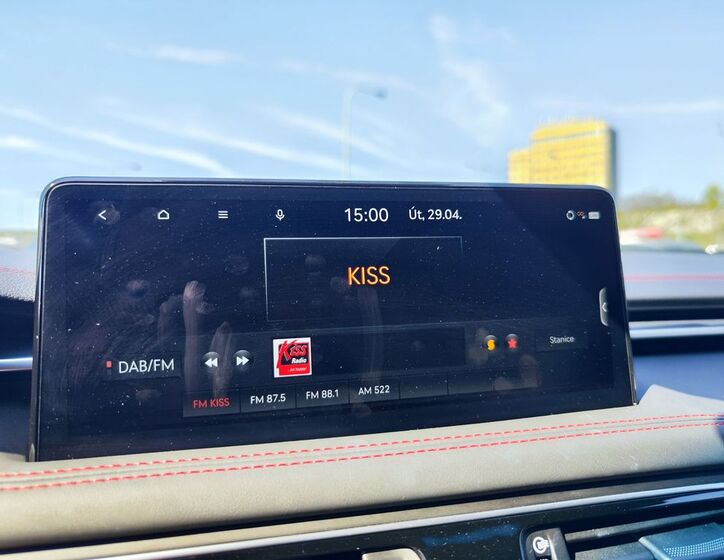 15:00 Út, 29.04.
KISS
DAB/FM
Kiss
Radio
Stanice
FM KISS FM 87.5 FM 88.1 AM 522